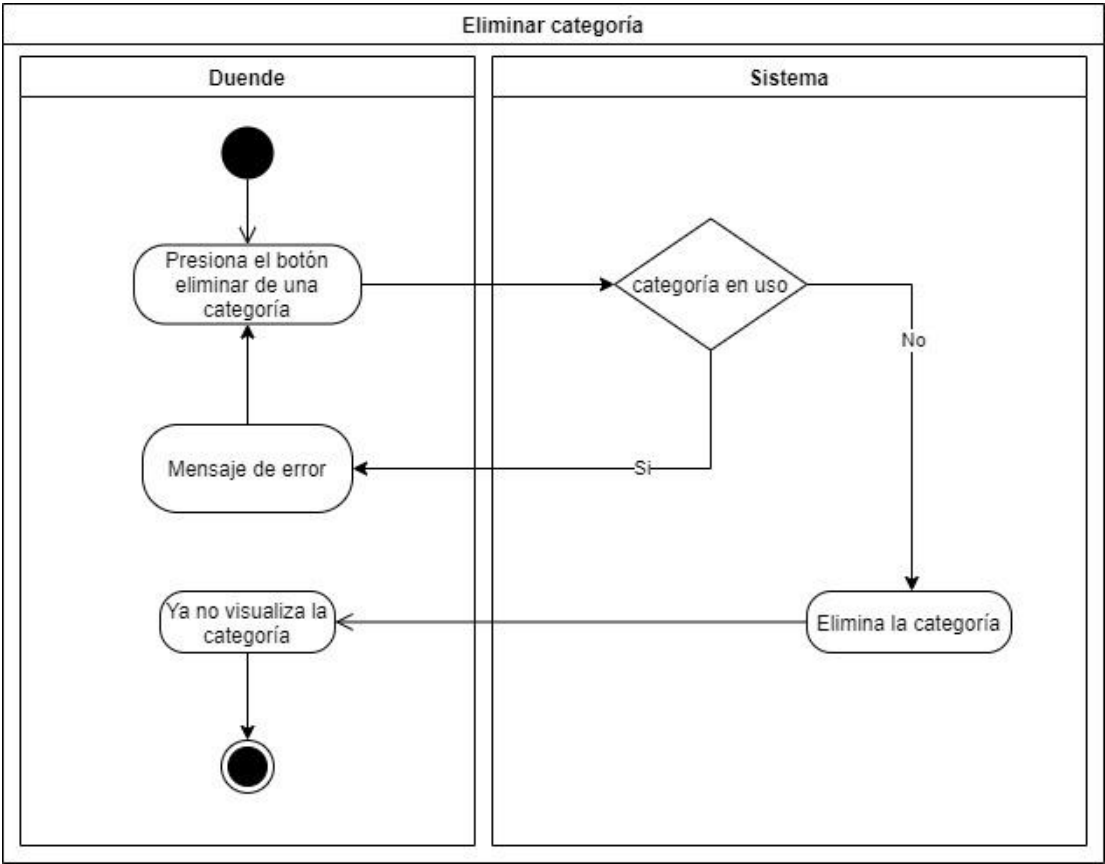 Eliminar categoría
Duende
Sistema
Presiona el botón
eliminar de una
categoría
categoría en uso
No
Mensaje de error
Si
Ya no visualiza la
categoría
Elimina la categoría